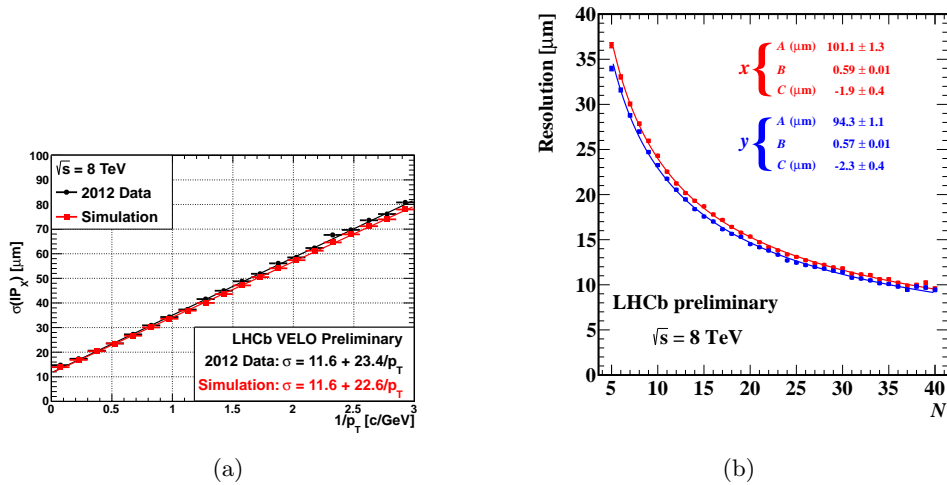 100
90
80
70
60
50
40
30
20
10
0
σ(IPₓ) [μm]
√s = 8 TeV
2012 Data
Simulation
LHCb VELO Preliminary
2012 Data: σ = 11.6 + 23.4/p_T
Simulation: σ = 11.6 + 22.6/p_T
0 0.5 1 1.5 2 2.5 3
1/p_T [c/GeV]
(a)
40
35
30
25
20
15
10
5
0
Resolution [μm]
x { A (μm) 101.1 ± 1.3
B 0.59 ± 0.01
C (μm) -1.9 ± 0.4
y { A (μm) 94.3 ± 1.1
B 0.57 ± 0.01
C (μm) -2.3 ± 0.4
LHCb preliminary
√s = 8 TeV
5 10 15 20 25 30 35 40
N
(b)